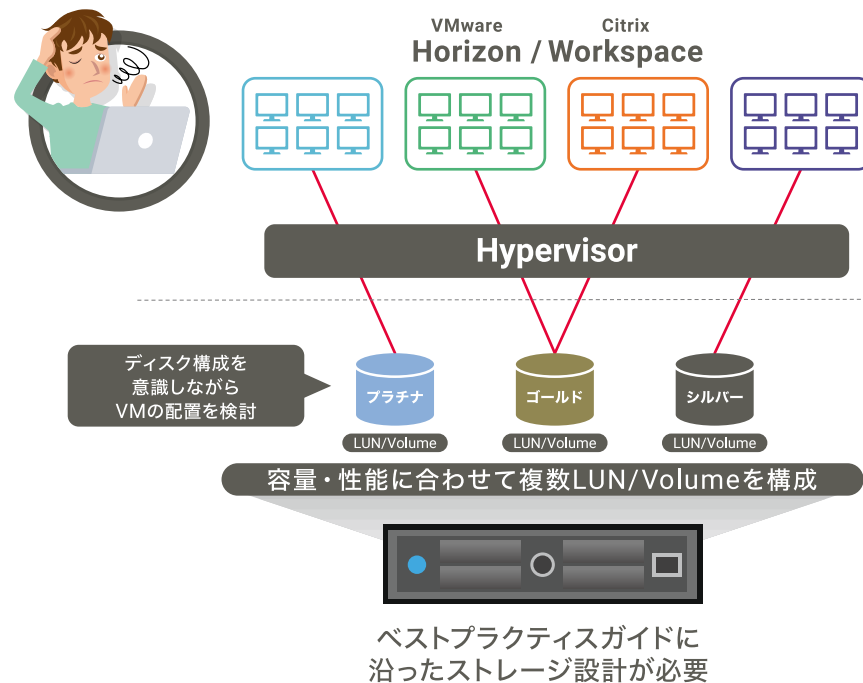 VMware
Citrix
Horizon / Workspace
Hypervisor
ディスク構成を
意識しながら
VMの配置を検討
プラチナ
ゴールド
シルバー
LUN/Volume
LUN/Volume
LUN/Volume
容量・性能に合わせて複数LUN/Volumeを構成
ベストプラクティスガイドに
沿ったストレージ設計が必要